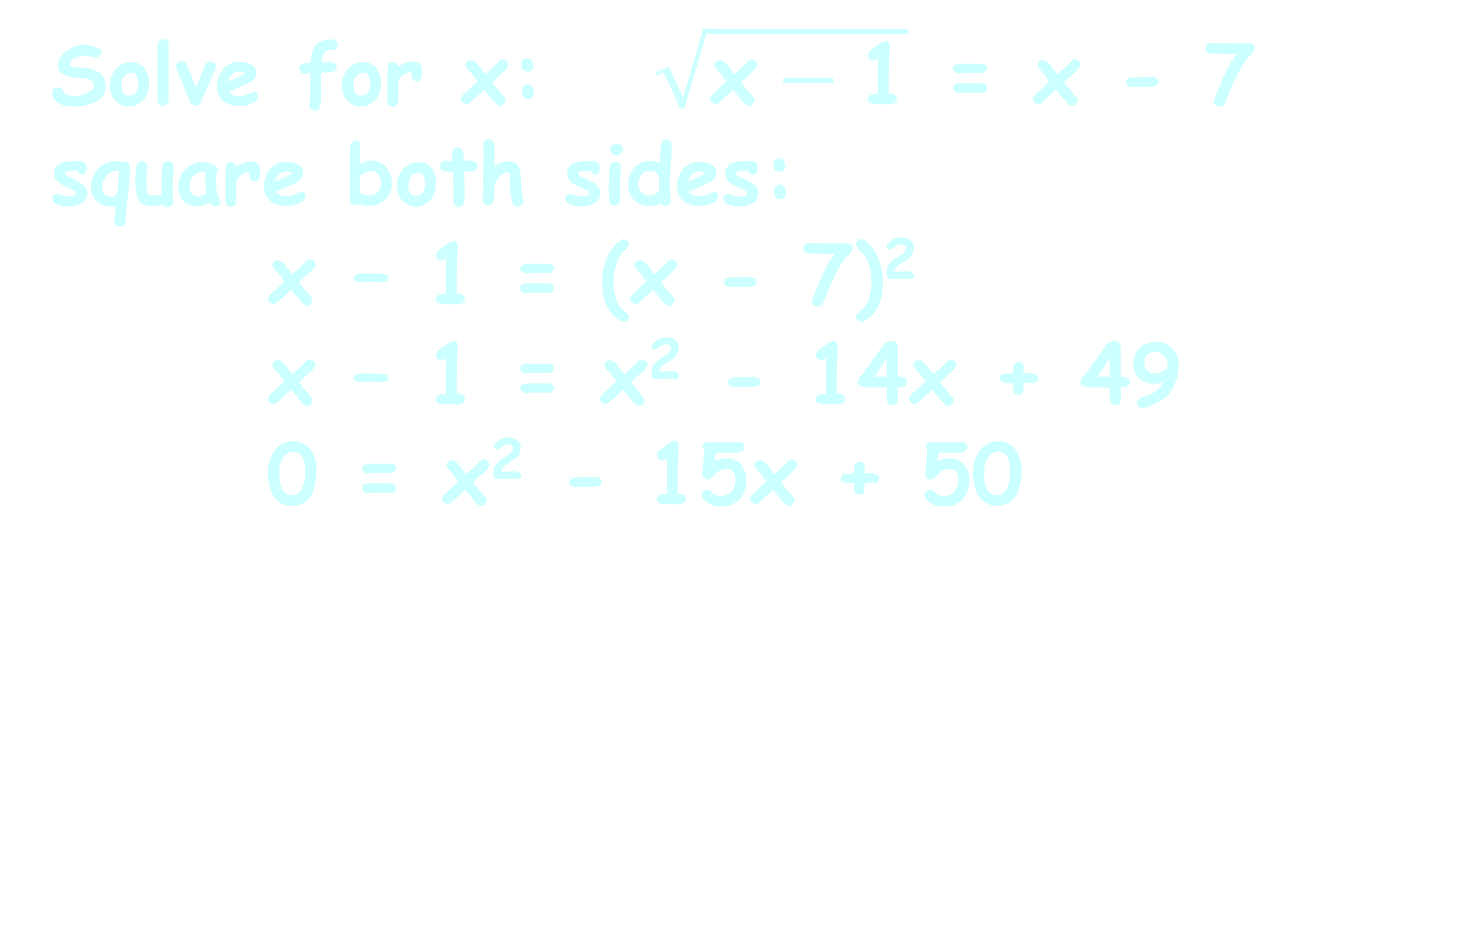 Solve for x: √x − 1 = x - 7
square both sides:
x – 1 = (x - 7)²
x – 1 = x² - 14x + 49
0 = x² - 15x + 50